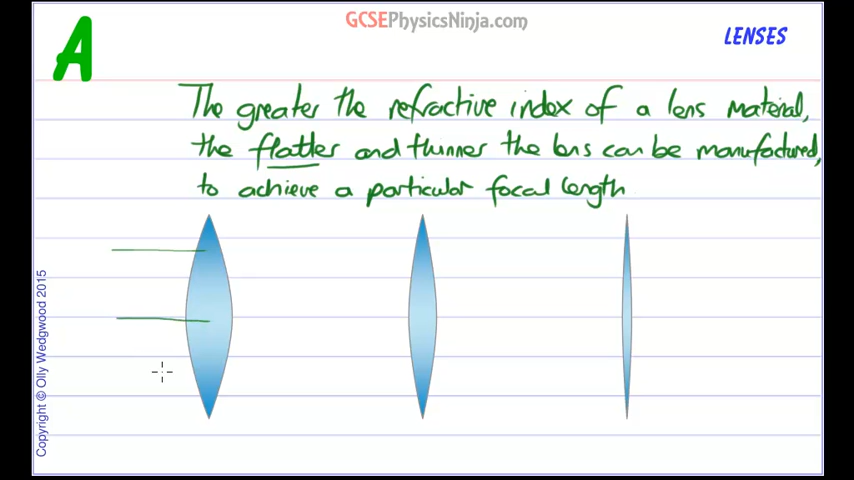 GCSEPhysicsNinja.com
A
LENSES
The greater the refractive index of a lens material,
the flatter and thinner the lens can be manufactured,
to achieve a particular focal length
Copyright © Olly Wedgwood 2015